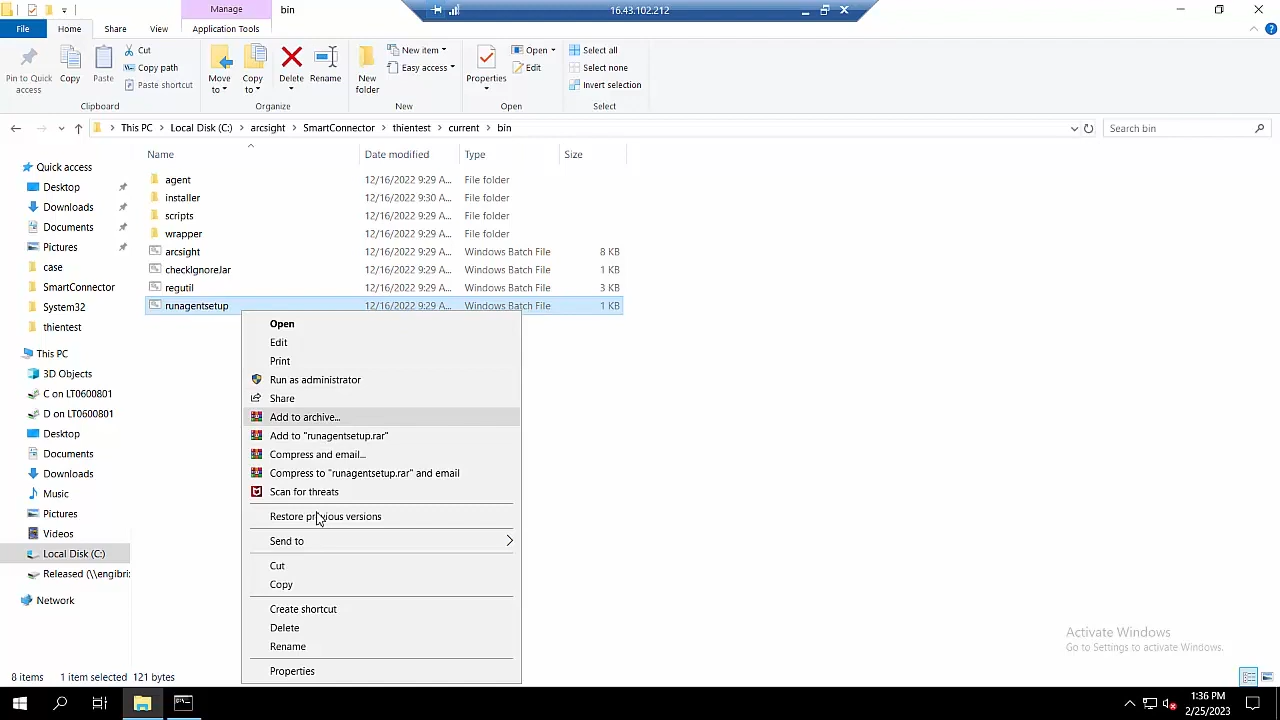 Manage
bin
16.43.102.212
File
Home
Share
View
Application Tools
Pin to Quick access
Copy
Paste
Cut
Copy path
Paste shortcut
Clipboard
Move to
Copy to
Delete
Rename
Organize
New folder
New item
Easy access
New
Properties
Open
Edit
Open
Select all
Select none
Invert selection
Select
This PC
Local Disk (C:)
arcsight
SmartConnector
thientest
current
bin
Search bin
Name
Date modified
Type
Size
Quick access
Desktop
Downloads
Documents
Pictures
case
SmartConnector
System32
thientest
This PC
3D Objects
C on LT0600801
D on LT0600801
Desktop
Documents
Downloads
Music
Pictures
Videos
Local Disk (C:)
Released (\\engibrix
Network
agent 12/16/2022 9:29 A... File folder
installer 12/16/2022 9:30 A... File folder
scripts 12/16/2022 9:29 A... File folder
wrapper 12/16/2022 9:29 A... File folder
arcsight 12/16/2022 9:29 A... Windows Batch File 8 KB
checkIgnoreJar 12/16/2022 9:29 A... Windows Batch File 1 KB
regutil 12/16/2022 9:29 A... Windows Batch File 3 KB
runagentsetup 12/16/2022 9:29 A... Windows Batch File 1 KB
Open
Edit
Print
Run as administrator
Share
Add to archive...
Add to "runagentsetup.rar"
Compress and email...
Compress to "runagentsetup.rar" and email
Scan for threats
Restore previous versions
Send to
Cut
Copy
Create shortcut
Delete
Rename
Properties
Activate Windows
Go to Settings to activate Windows.
8 items
1 item selected 121 bytes
1:36 PM
2/25/2023